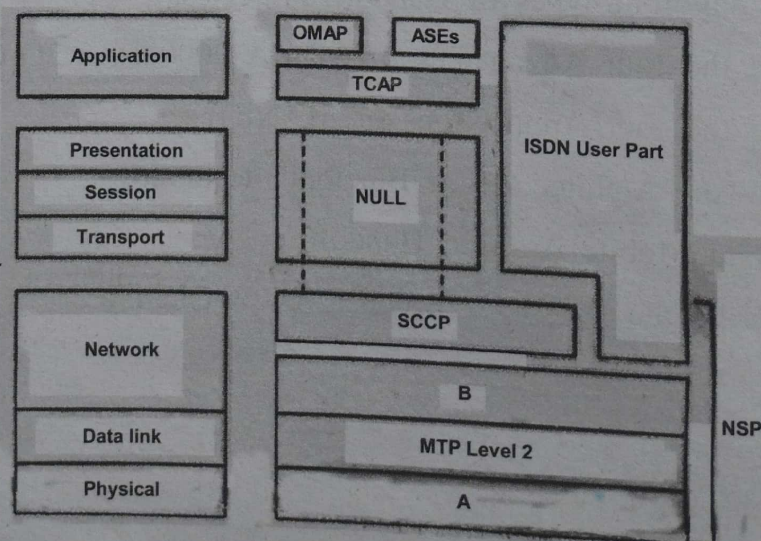 Application
Presentation
Session
Transport
Network
Data link
Physical
OMAP
ASEs
TCAP
NULL
SCCP
B
MTP Level 2
A
ISDN User Part
NSP